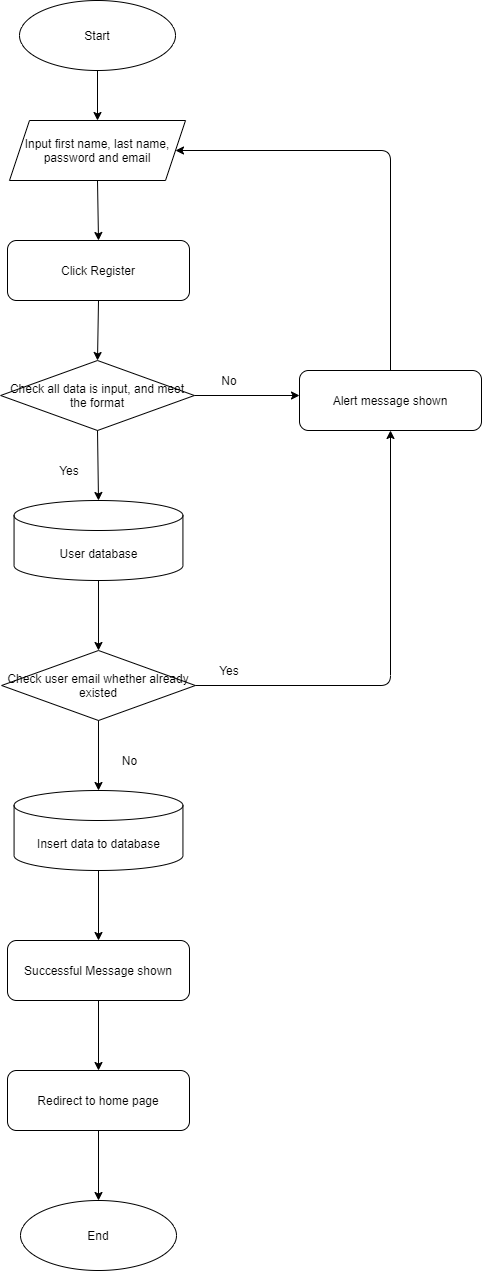 Start
Input first name, last name,
password and email
Click Register
Check all data is input, and meet
the format
No
Alert message shown
Yes
User database
Check user email whether already
existed
Yes
No
Insert data to database
Successful Message shown
Redirect to home page
End